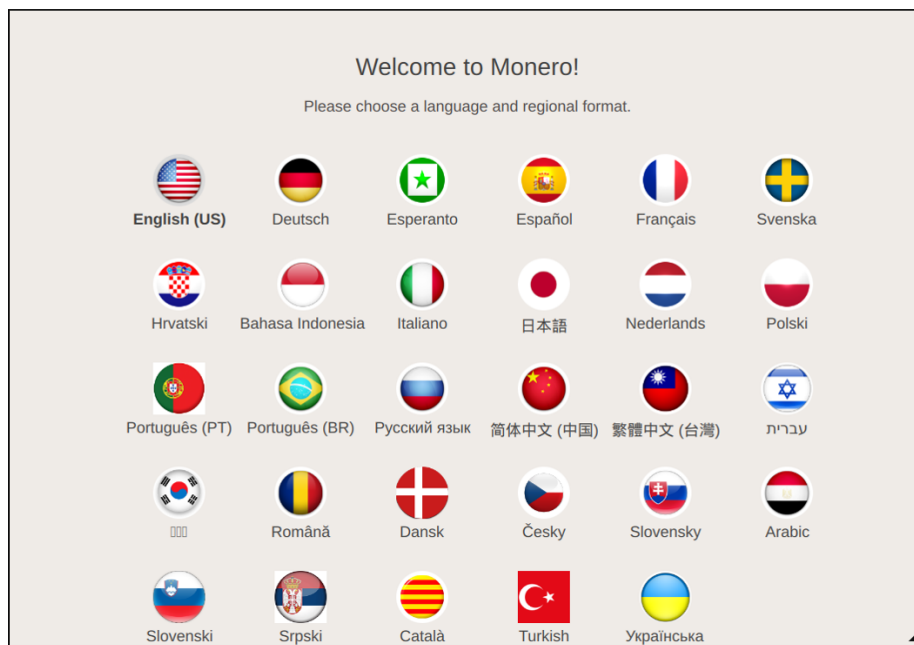 Welcome to Monero!
Please choose a language and regional format.
English (US) Deutsch Esperanto Español Français Svenska
Hrvatski Bahasa Indonesia Italiano 日本語 Nederlands Polski
Português (PT) Português (BR) Русский язык 简体中文 (中国) 繁體中文 (台灣) עברית
Română Dansk Česky Slovensky Arabic
Slovenski Srpski Català Turkish Українська